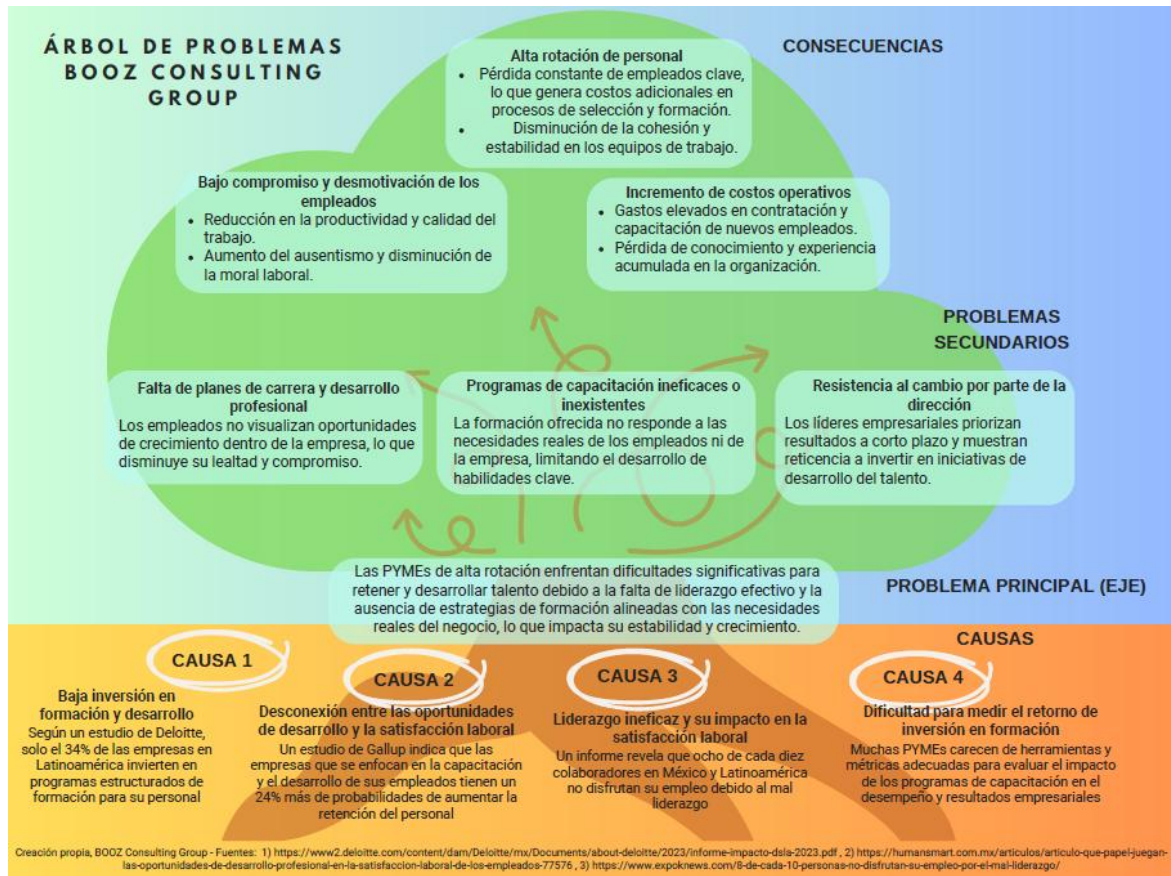 ÁRBOL DE PROBLEMAS
BOOZ CONSULTING
GROUP
CONSECUENCIAS
Alta rotación de personal
• Pérdida constante de empleados clave,
lo que genera costos adicionales en
procesos de selección y formación.
• Disminución de la cohesión y
estabilidad en los equipos de trabajo.
Bajo compromiso y desmotivación de los
empleados
• Reducción en la productividad y calidad del
trabajo.
• Aumento del ausentismo y disminución de
la moral laboral.
Incremento de costos operativos
• Gastos elevados en contratación y
capacitación de nuevos empleados.
• Pérdida de conocimiento y experiencia
acumulada en la organización.
PROBLEMAS
SECUNDARIOS
Falta de planes de carrera y desarrollo
profesional
Los empleados no visualizan oportunidades
de crecimiento dentro de la empresa, lo que
disminuye su lealtad y compromiso.
Programas de capacitación ineficaces o
inexistentes
La formación ofrecida no responde a las
necesidades reales de los empleados ni de
la empresa, limitando el desarrollo de
habilidades clave.
Resistencia al cambio por parte de la
dirección
Los líderes empresariales priorizan
resultados a corto plazo y muestran
reticencia a invertir en iniciativas de
desarrollo del talento.
Las PYMEs de alta rotación enfrentan dificultades significativas para
retener y desarrollar talento debido a la falta de liderazgo efectivo y la
ausencia de estrategias de formación alineadas con las necesidades
reales del negocio, lo que impacta su estabilidad y crecimiento.
PROBLEMA PRINCIPAL (EJE)
CAUSAS
CAUSA 1
Baja inversión en
formación y desarrollo
Según un estudio de Deloitte,
solo el 34% de las empresas en
Latinoamérica invierten en
programas estructurados de
formación para su personal
CAUSA 2
Desconexión entre las oportunidades
de desarrollo y la satisfacción laboral
Un estudio de Gallup indica que las
empresas que se enfocan en la capacitación
y el desarrollo de sus empleados tienen un
24% más de probabilidades de aumentar la
retención del personal
CAUSA 3
Liderazgo ineficaz y su impacto en la
satisfacción laboral
Un informe revela que ocho de cada diez
colaboradores en México y Latinoamérica
no disfrutan su empleo debido al mal
liderazgo
CAUSA 4
Dificultad para medir el retorno de
inversión en formación
Muchas PYMEs carecen de herramientas y
métricas adecuadas para evaluar el impacto
de los programas de capacitación en el
desempeño y resultados empresariales
Creación propia, BOOZ Consulting Group - Fuentes: 1) https://www2.deloitte.com/content/dam/Deloitte/mx/Documents/about-deloitte/2023/informe-impacto-dsla-2023.pdf , 2) https://humansmart.com.mx/articulos/articulo-que-papel-juegan-
las-oportunidades-de-desarrollo-profesional-en-la-satisfaccion-laboral-de-los-empleados-77576 , 3) https://www.expoknews.com/8-de-cada-10-personas-no-disfrutan-su-empleo-por-el-mal-liderazgo/